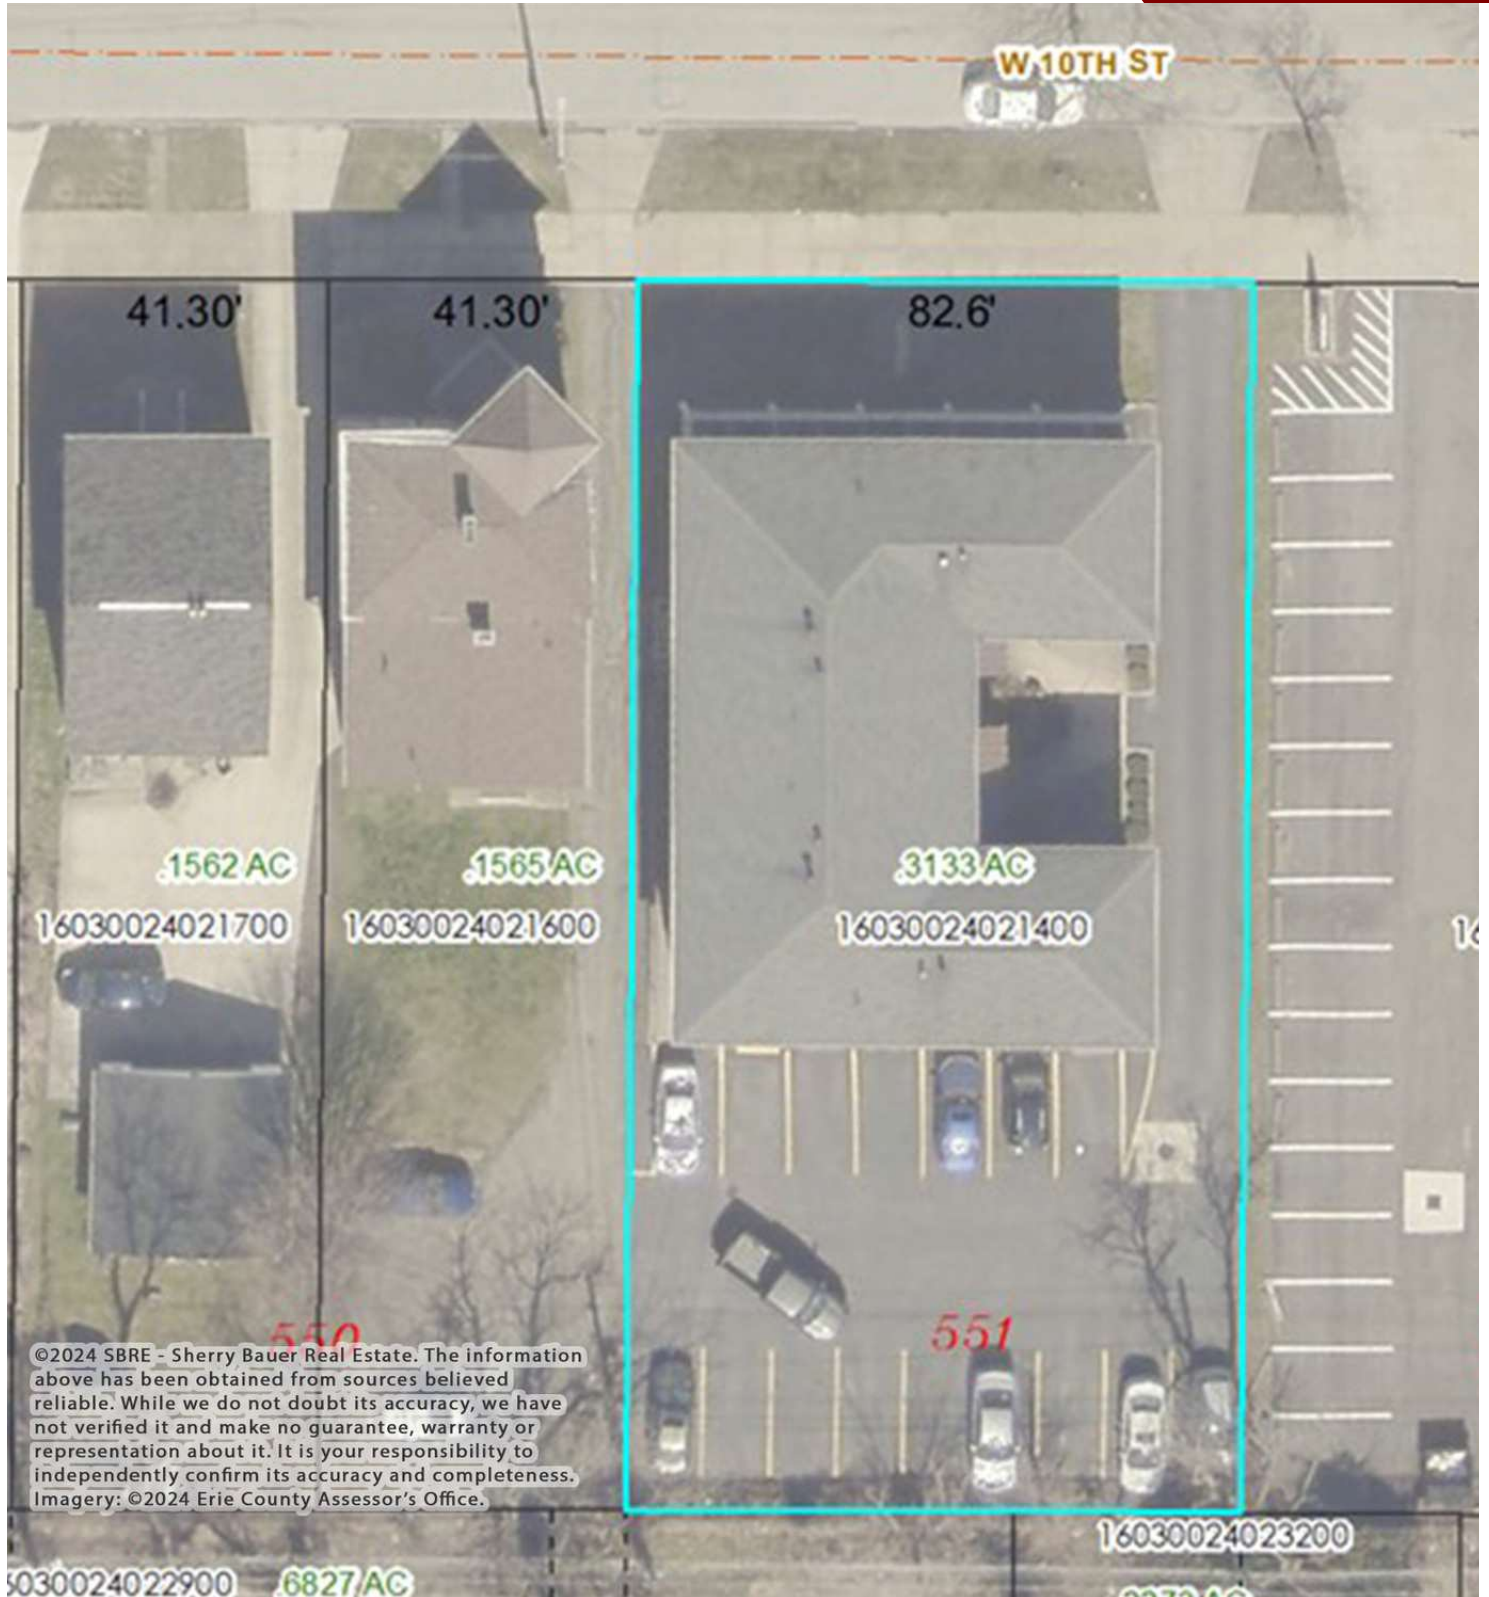 W 10TH ST
41.30'
41.30'
82.6'
.1562 AC
.1565 AC
.3133 AC
16030024021700
16030024021600
16030024021400
550
551
©2024 SBRE - Sherry Bauer Real Estate. The information
above has been obtained from sources believed
reliable. While we do not doubt its accuracy, we have
not verified it and make no guarantee, warranty or
representation about it. It is your responsibility to
independently confirm its accuracy and completeness.
Imagery: ©2024 Erie County Assessor's Office.
16030024023200
.6827 AC